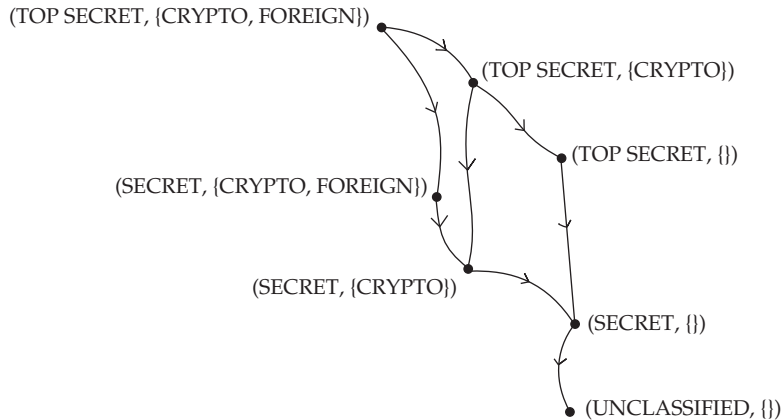 (TOP SECRET, {CRYPTO, FOREIGN})
(TOP SECRET, {CRYPTO})
(TOP SECRET, {})
(SECRET, {CRYPTO, FOREIGN})
(SECRET, {CRYPTO})
(SECRET, {})
(UNCLASSIFIED, {})